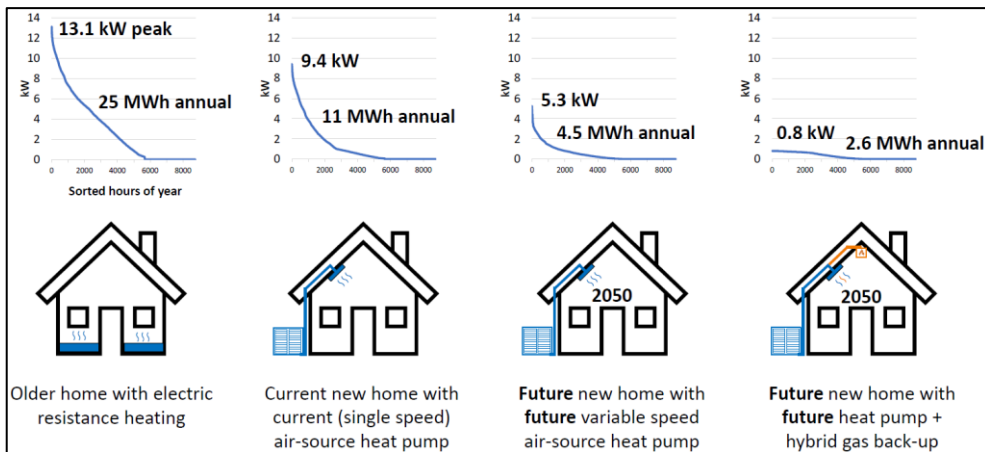 14
12
10
8
6
4
2
0
kW
13.1 kW peak
25 MWh annual
0 2000 4000 6000 8000
Sorted hours of year
14
12
10
8
6
4
2
0
kW
9.4 kW
11 MWh annual
0 2000 4000 6000 8000
14
12
10
8
6
4
2
0
kW
5.3 kW
4.5 MWh annual
0 2000 4000 6000 8000
14
12
10
8
6
4
2
0
kW
0.8 kW
2.6 MWh annual
0 2000 4000 6000 8000
2050
2050
Older home with electric
resistance heating
Current new home with
current (single speed)
air-source heat pump
Future new home with
future variable speed
air-source heat pump
Future new home with
future heat pump +
hybrid gas back-up